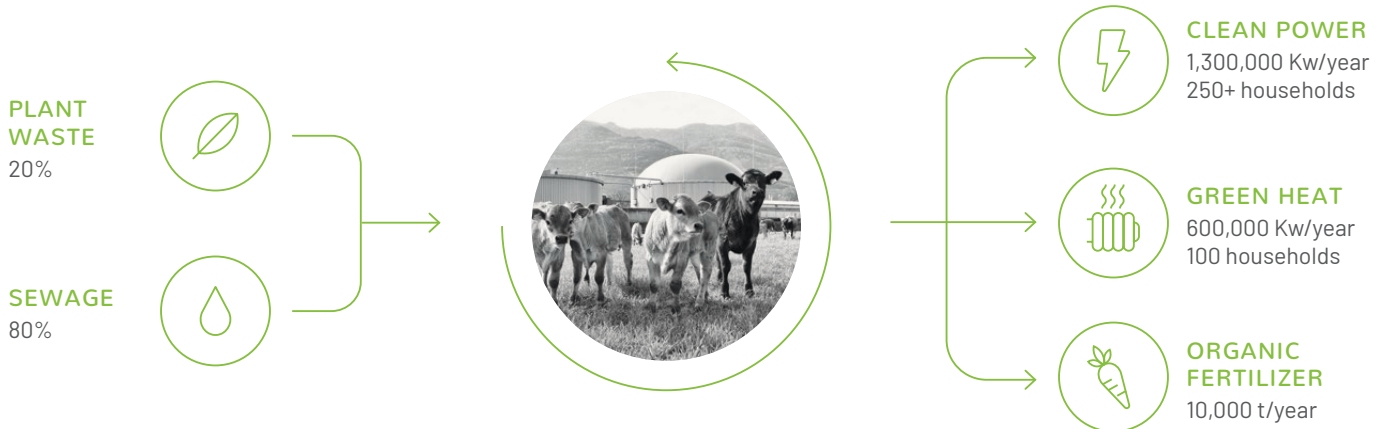 PLANT
WASTE
20%
SEWAGE
80%
CLEAN POWER
1,300,000 Kw/year
250+ households
GREEN HEAT
600,000 Kw/year
100 households
ORGANIC
FERTILIZER
10,000 t/year